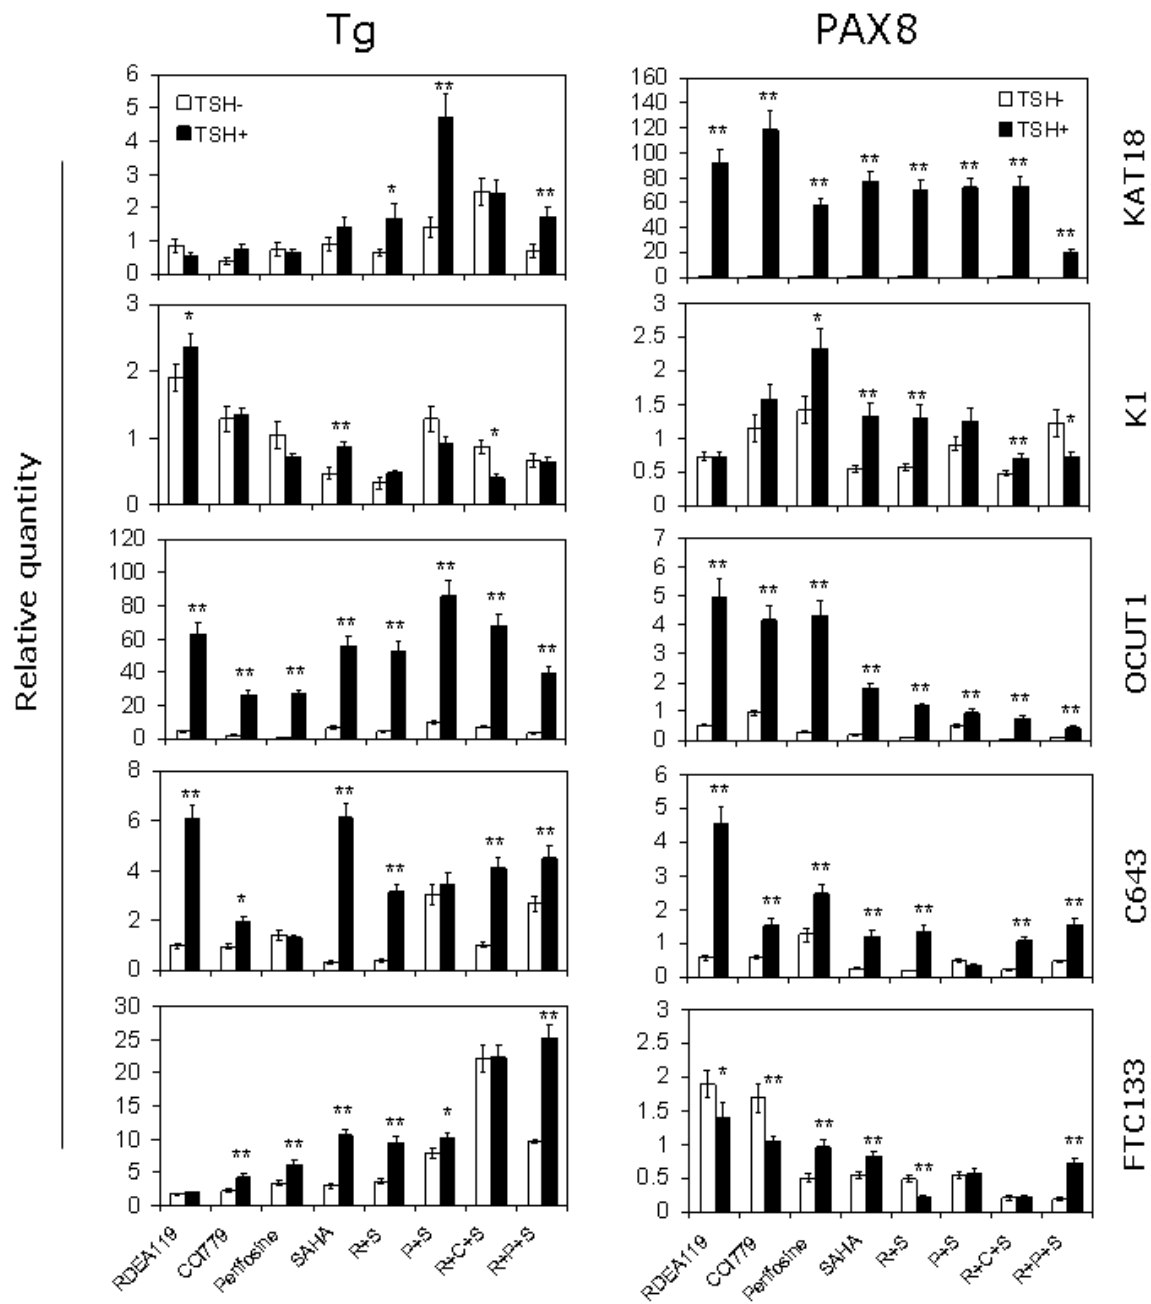 Tg PAX8
Relative quantity
6
5
4
3
2
1
0
TSH-
TSH+
** * **
160
140
120
100
80
60
40
20
0
TSH-
TSH+
** ** ** ** ** ** ** **
KAT18
3
2
1
0
* ** *
3
2.5
2
1.5
1
0.5
0
* ** ** ** *
K1
120
100
80
60
40
20
0
** ** ** ** ** ** ** **
7
6
5
4
3
2
1
0
** ** ** ** ** ** ** **
OCUT1
8
6
4
2
0
** * ** ** ** **
6
5
4
3
2
1
0
** ** ** ** ** ** **
C643
30
25
20
15
10
5
0
** ** ** ** * **
3
2.5
2
1.5
1
0.5
0
* ** ** ** ** **
FTC133
RDEA119 CCI779 Perifosine SAHA R+S P+S R+C+S R+P+S
RDEA119 CCI779 Perifosine SAHA R+S P+S R+C+S R+P+S